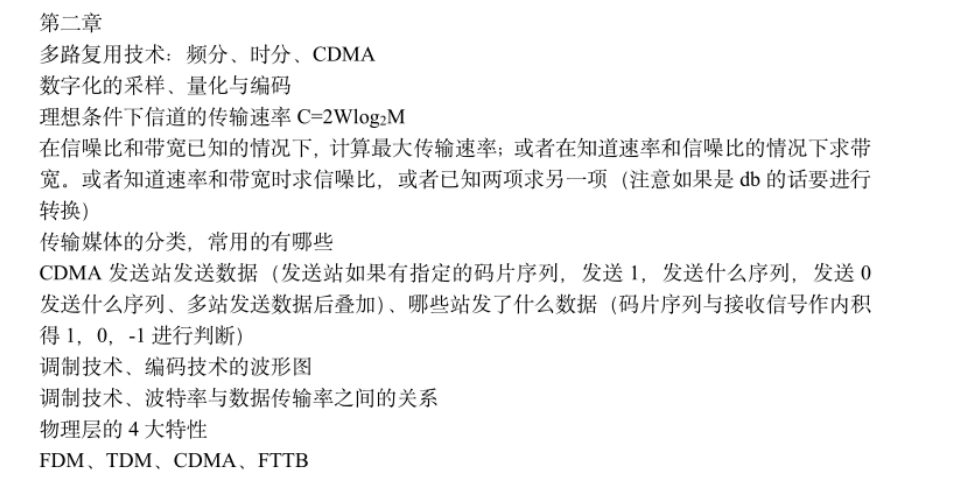 第二章
多路复用技术：频分、时分、CDMA
数字化的采样、量化与编码
理想条件下信道的传输速率 C=2Wlog₂M
在信噪比和带宽已知的情况下，计算最大传输速率；或者在知道速率和信噪比的情况下求带
宽。或者知道速率和带宽时求信噪比，或者已知两项求另一项（注意如果是 db 的话要进行
转换）
传输媒体的分类，常用的有哪些
CDMA 发送站发送数据（发送站如果有指定的码片序列，发送 1，发送什么序列，发送 0
发送什么序列、多站发送数据后叠加）、哪些站发了什么数据（码片序列与接收信号作内积
得 1，0，-1 进行判断）
调制技术、编码技术的波形图
调制技术、波特率与数据传输率之间的关系
物理层的 4 大特性
FDM、TDM、CDMA、FTTB